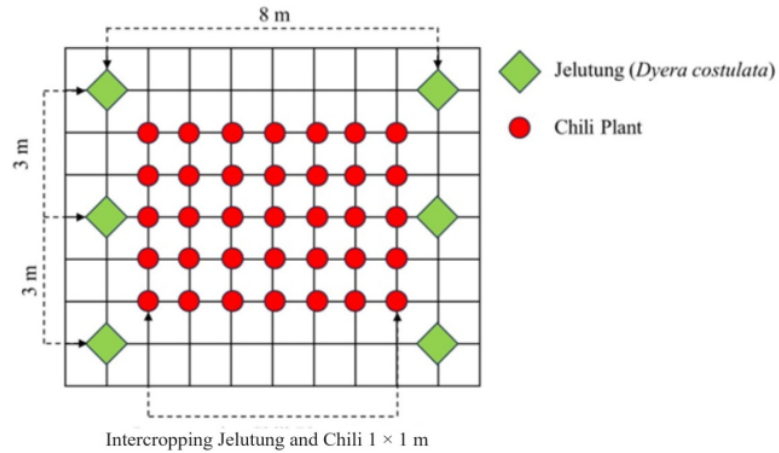 8 m
Jelutung (Dyera costulata)
Chili Plant
3 m
3 m
Intercropping Jelutung and Chili 1 × 1 m